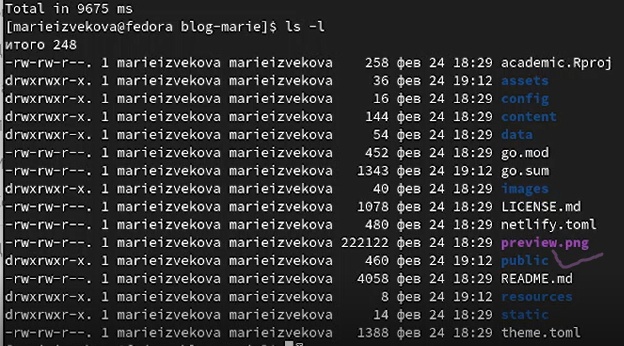 Total in 9675 ms
[marieizvekova@fedora blog-marie]$ ls -l
итого 248
-rw-rw-r--. 1 marieizvekova marieizvekova 258 фев 24 18:29 academic.Rproj
drwxrwxr-x. 1 marieizvekova marieizvekova 36 фев 24 19:12 assets
drwxrwxr-x. 1 marieizvekova marieizvekova 16 фев 24 18:29 config
drwxrwxr-x. 1 marieizvekova marieizvekova 144 фев 24 18:29 content
drwxrwxr-x. 1 marieizvekova marieizvekova 54 фев 24 18:29 data
-rw-rw-r--. 1 marieizvekova marieizvekova 452 фев 24 18:29 go.mod
-rw-rw-r--. 1 marieizvekova marieizvekova 1343 фев 24 19:12 go.sum
drwxrwxr-x. 1 marieizvekova marieizvekova 40 фев 24 18:29 images
-rw-rw-r--. 1 marieizvekova marieizvekova 1078 фев 24 18:29 LICENSE.md
-rw-rw-r--. 1 marieizvekova marieizvekova 480 фев 24 18:29 netlify.toml
-rw-rw-r--. 1 marieizvekova marieizvekova 222122 фев 24 18:29 preview.png
drwxrwxr-x. 1 marieizvekova marieizvekova 460 фев 24 19:12 public
-rw-rw-r--. 1 marieizvekova marieizvekova 4058 фев 24 18:29 README.md
drwxrwxr-x. 1 marieizvekova marieizvekova 8 фев 24 19:12 resources
drwxrwxr-x. 1 marieizvekova marieizvekova 14 фев 24 18:29 static
-rw-rw-r--. 1 marieizvekova marieizvekova 1388 фев 24 18:29 theme.toml